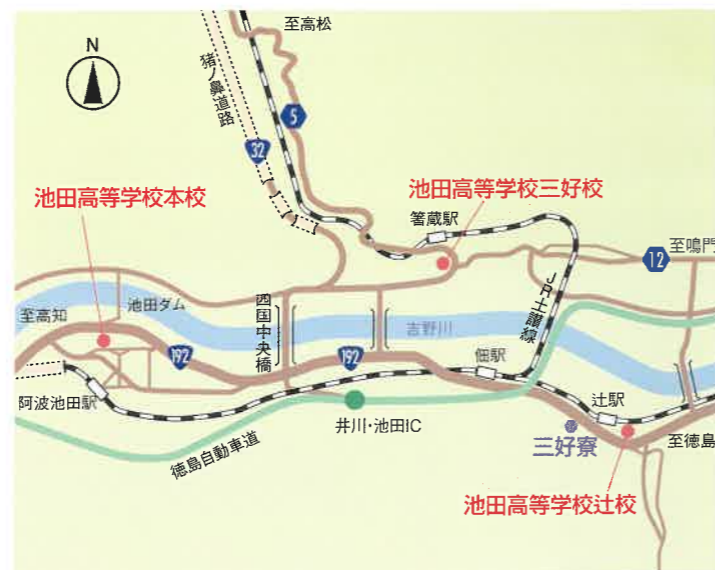 至高松
N
猪ノ鼻道路
5
32
池田高等学校本校
池田高等学校三好校
箸蔵駅
至鳴門
12
JR土讃線
池田ダム
四国中央橋
吉野川
至高知
192
192
佃駅
阿波池田駅
辻駅
井川・池田IC
三好寮
至徳島
徳島自動車道
池田高等学校辻校